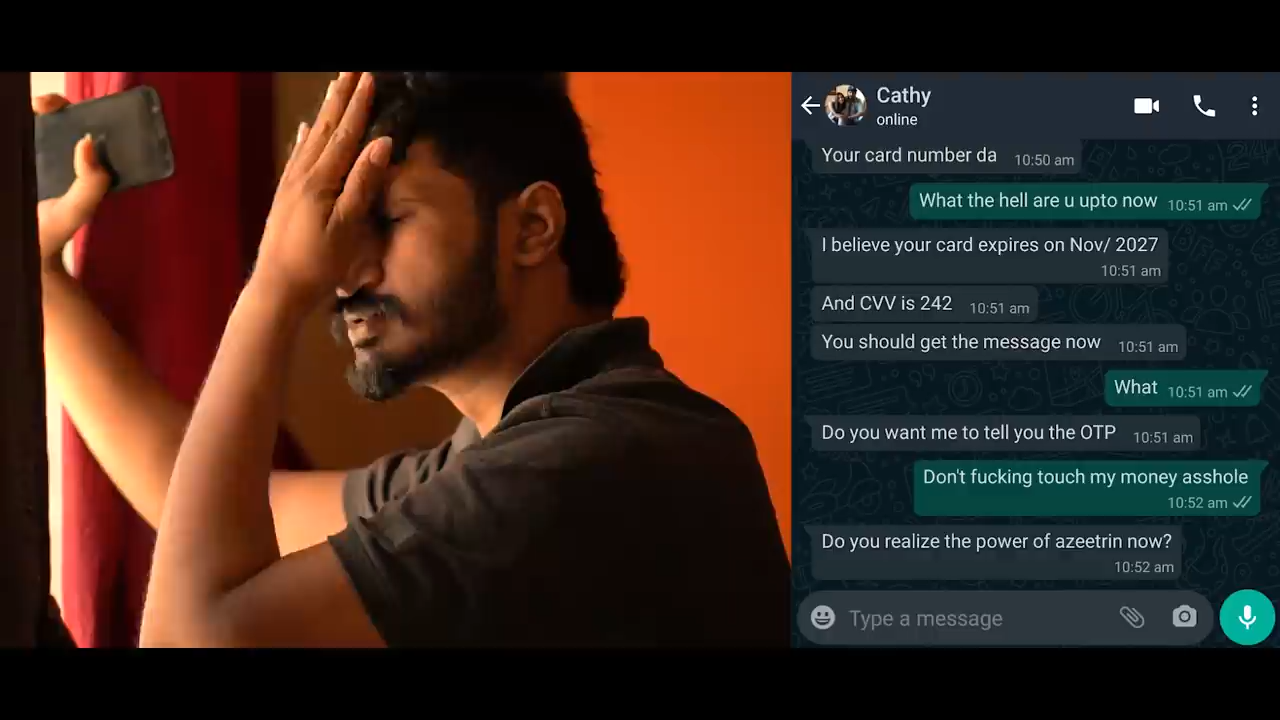 Cathy
online
Your card number da 10:50 am
What the hell are u upto now 10:51 am
I believe your card expires on Nov/ 2027
10:51 am
And CVV is 242 10:51 am
You should get the message now 10:51 am
What 10:51 am
Do you want me to tell you the OTP 10:51 am
Don't fucking touch my money asshole
10:52 am
Do you realize the power of azeetrin now?
10:52 am
Type a message